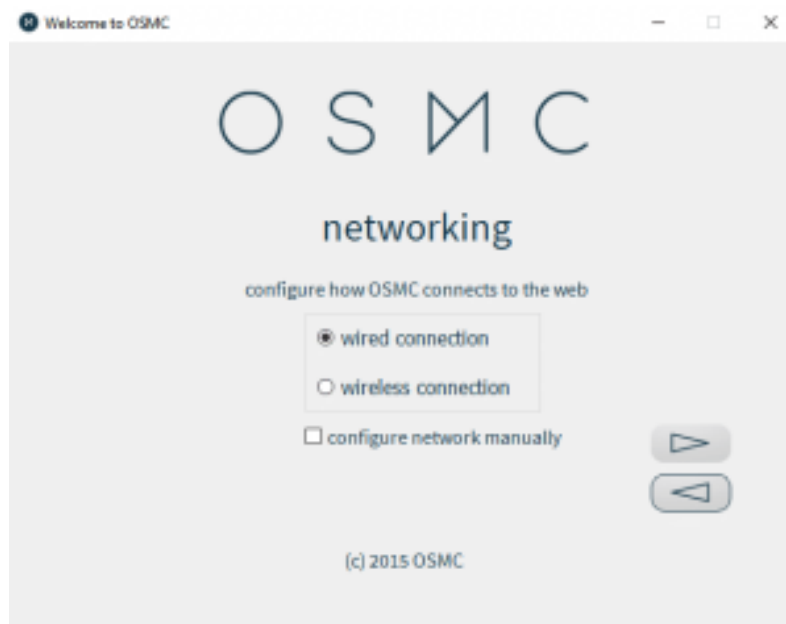 Welcome to OSMC
OSMC
networking
configure how OSMC connects to the web
wired connection
wireless connection
configure network manually
(c) 2015 OSMC